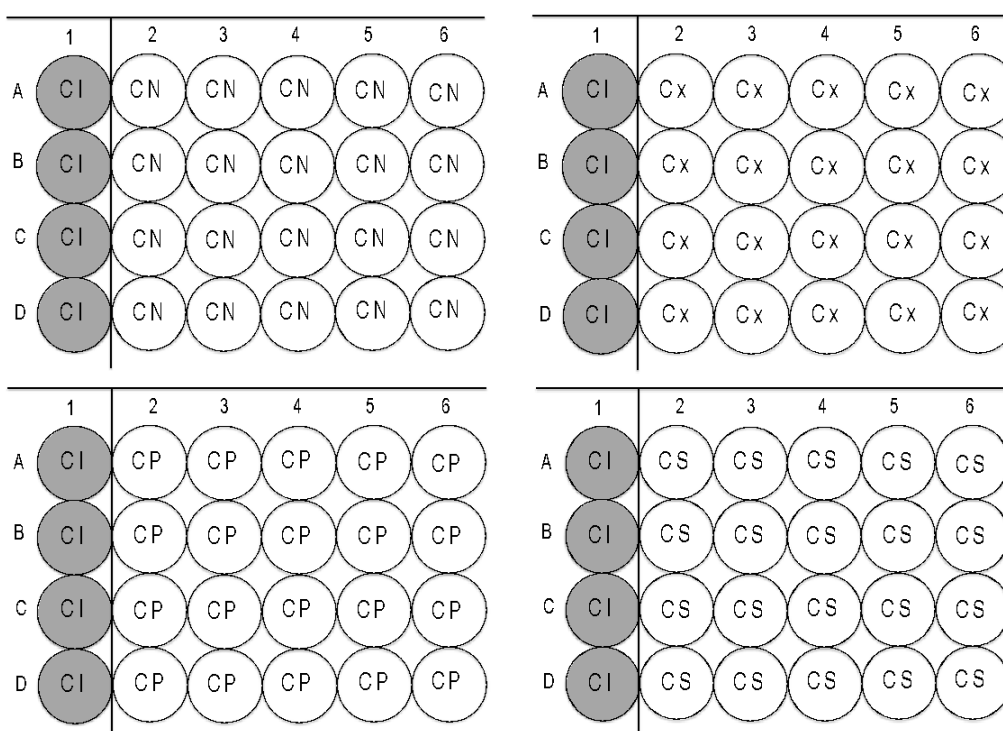 1 2 3 4 5 6
A CI CN CN CN CN CN
B CI CN CN CN CN CN
C CI CN CN CN CN CN
D CI CN CN CN CN CN
1 2 3 4 5 6
A CI Cx Cx Cx Cx Cx
B CI Cx Cx Cx Cx Cx
C CI Cx Cx Cx Cx Cx
D CI Cx Cx Cx Cx Cx
1 2 3 4 5 6
A CI CP CP CP CP CP
B CI CP CP CP CP CP
C CI CP CP CP CP CP
D CI CP CP CP CP CP
1 2 3 4 5 6
A CI CS CS CS CS CS
B CI CS CS CS CS CS
C CI CS CS CS CS CS
D CI CS CS CS CS CS